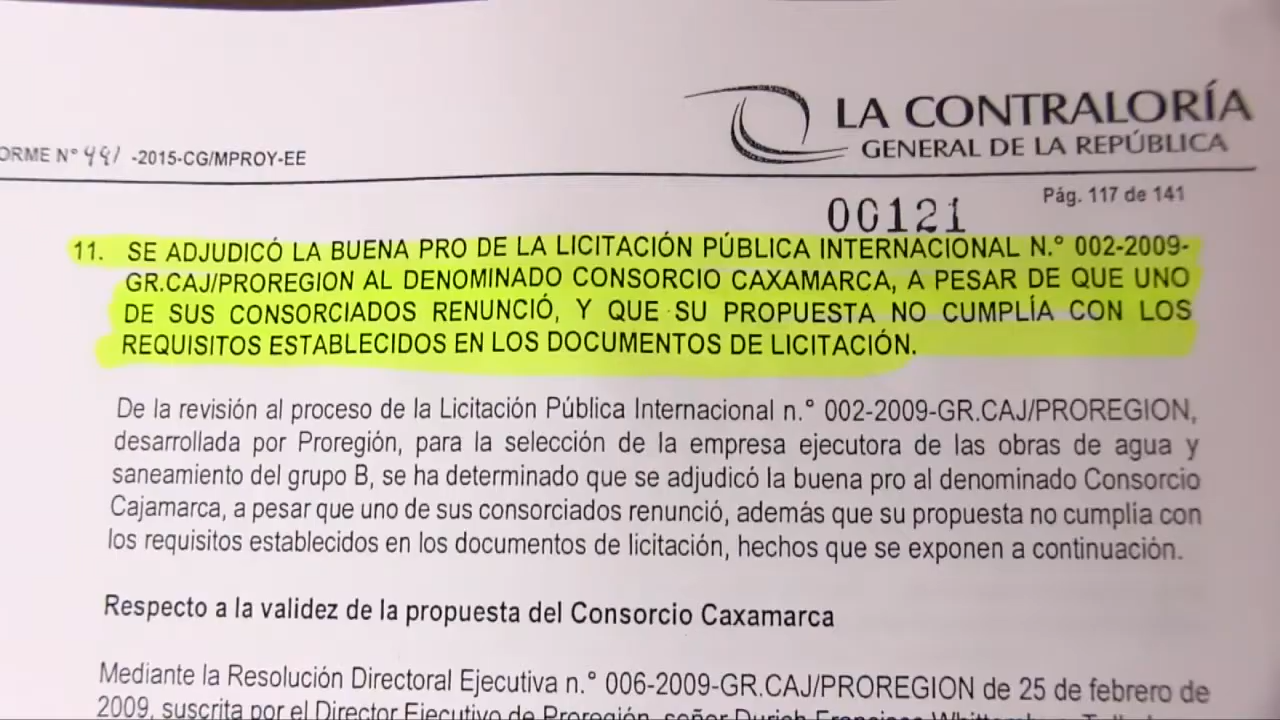 LA CONTRALORÍA
GENERAL DE LA REPÚBLICA
ORME N° 491 -2015-CG/MPROY-EE
Pág. 117 de 141
00121
11. SE ADJUDICÓ LA BUENA PRO DE LA LICITACIÓN PÚBLICA INTERNACIONAL N.° 002-2009-
GR.CAJ/PROREGION AL DENOMINADO CONSORCIO CAXAMARCA, A PESAR DE QUE UNO
DE SUS CONSORCIADOS RENUNCIÓ, Y QUE SU PROPUESTA NO CUMPLÍA CON LOS
REQUISITOS ESTABLECIDOS EN LOS DOCUMENTOS DE LICITACIÓN.
De la revisión al proceso de la Licitación Pública Internacional n.° 002-2009-GR.CAJ/PROREGION,
desarrollada por Proregión, para la selección de la empresa ejecutora de las obras de agua y
saneamiento del grupo B, se ha determinado que se adjudicó la buena pro al denominado Consorcio
Cajamarca, a pesar que uno de sus consorciados renunció, además que su propuesta no cumplía con
los requisitos establecidos en los documentos de licitación, hechos que se exponen a continuación.
Respecto a la validez de la propuesta del Consorcio Caxamarca
Mediante la Resolución Directoral Ejecutiva n.° 006-2009-GR.CAJ/PROREGION de 25 de febrero de
2009, suscrita por el Director Ejecutivo de Proregión, señor